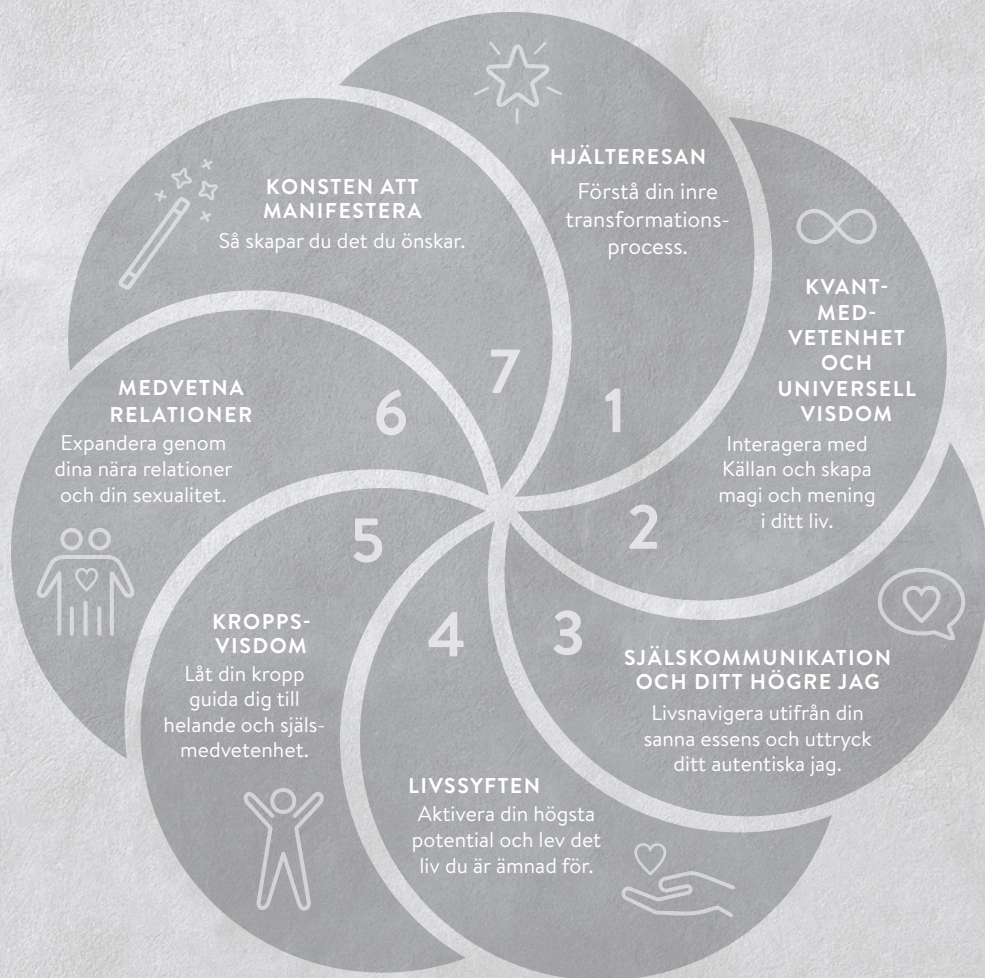 HJÄLTERESAN
Förstå din inre
transformations-
process.
1
KVANT-
MED-
VETENHET
OCH
UNIVERSELL
VISDOM
Interagera med
Källan och skapa
magi och mening
i ditt liv.
2
SJÄLSKOMMUNIKATION
OCH DITT HÖGRE JAG
Livsnavigera utifrån din
sanna essens och uttryck
ditt autentiska jag.
3
LIVSSYFTEN
Aktivera din högsta
potential och lev det
liv du är ämnad för.
4
KROPPS-
VISDOM
Låt din kropp
guida dig till
helande och själs-
medvetenhet.
5
MEDVETNA
RELATIONER
Expandera genom
dina nära relationer
och din sexualitet.
6
KONSTEN ATT
MANIFESTERA
Så skapar du det du önskar.
7